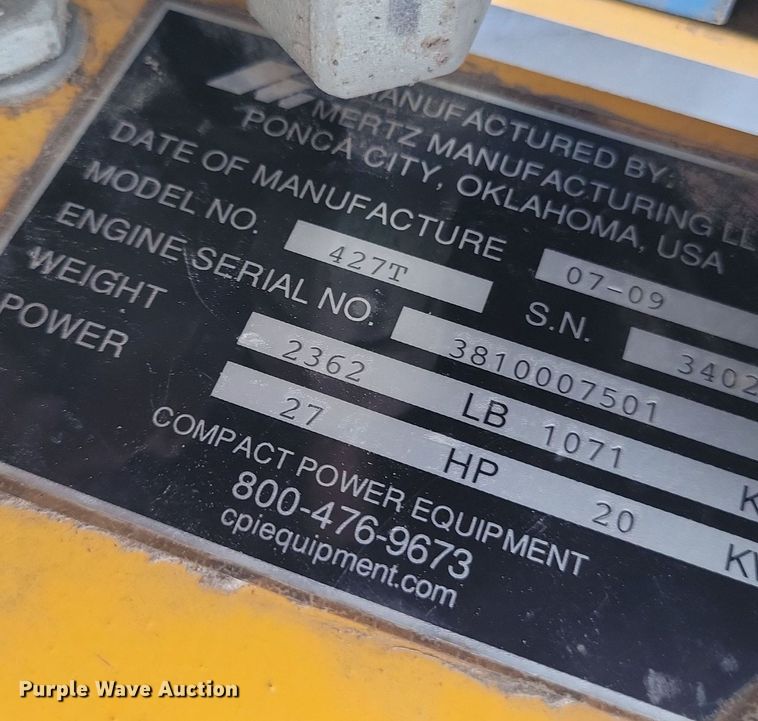 MANUFACTURED BY:
MERTZ MANUFACTURING LL
PONCA CITY, OKLAHOMA, USA
DATE OF MANUFACTURE 07-09
MODEL NO. 427T S.N. 3402
ENGINE SERIAL NO. 3810007501
WEIGHT 2362 LB 1071 K
POWER 27 HP 20 KW
COMPACT POWER EQUIPMENT
800-476-9673
cpiequipment.com
Purple Wave Auction